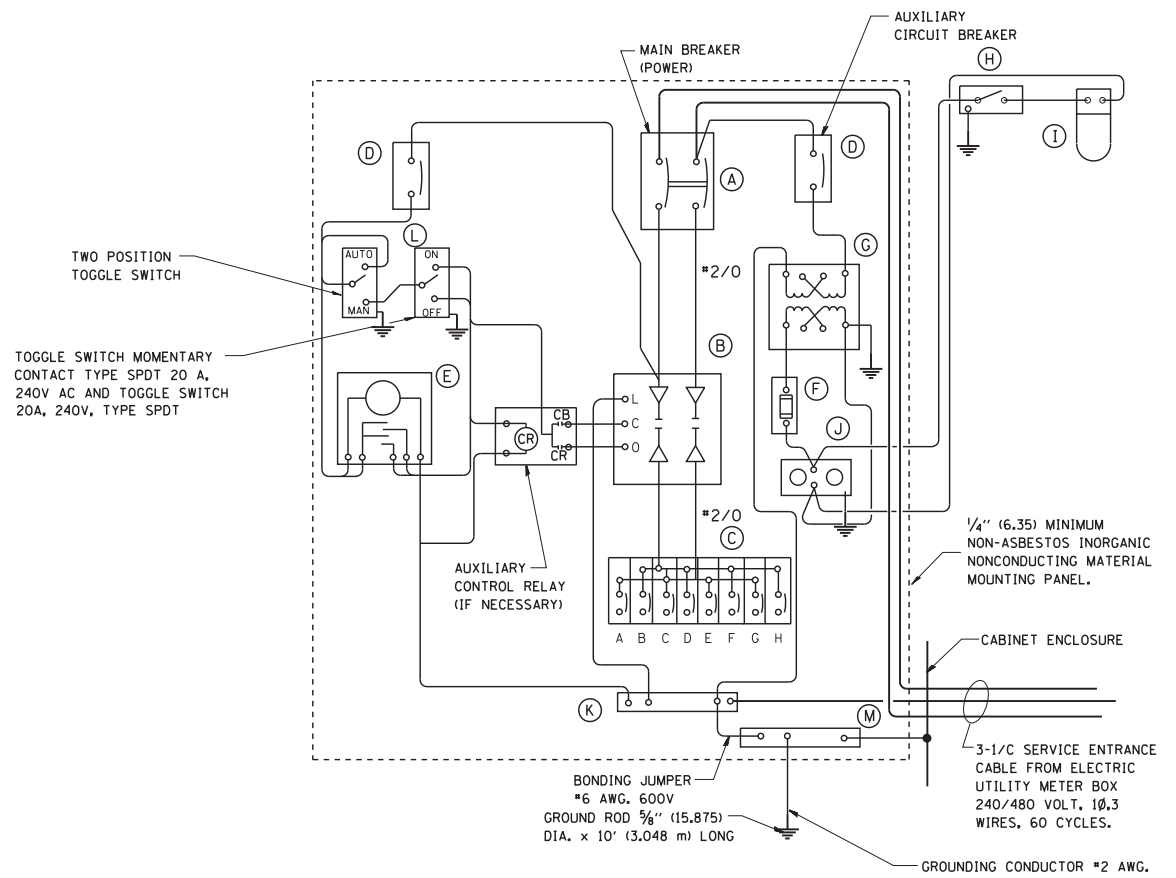 AUXILIARY
CIRCUIT BREAKER
MAIN BREAKER
(POWER)
H
I
D
A
D
L
G
TWO POSITION
TOGGLE SWITCH
AUTO
MAN
ON
OFF
#2/0
TOGGLE SWITCH MOMENTARY
CONTACT TYPE SPDT 20 A,
240V AC AND TOGGLE SWITCH
20A, 240V, TYPE SPDT
B
E
F
L
C
O
CB
CR
CR
J
#2/0
C
AUXILIARY
CONTROL RELAY
(IF NECESSARY)
1/4'' (6.35) MINIMUM
NON-ASBESTOS INORGANIC
NONCONDUCTING MATERIAL
MOUNTING PANEL.
A B C D E F G H
CABINET ENCLOSURE
K
M
3-1/C SERVICE ENTRANCE
CABLE FROM ELECTRIC
UTILITY METER BOX
240/480 VOLT, 1Ø,3
WIRES, 60 CYCLES.
BONDING JUMPER
#6 AWG. 600V
GROUND ROD 5/8'' (15.875)
DIA. x 10' (3.048 m) LONG
GROUNDING CONDUCTOR #2 AWG.